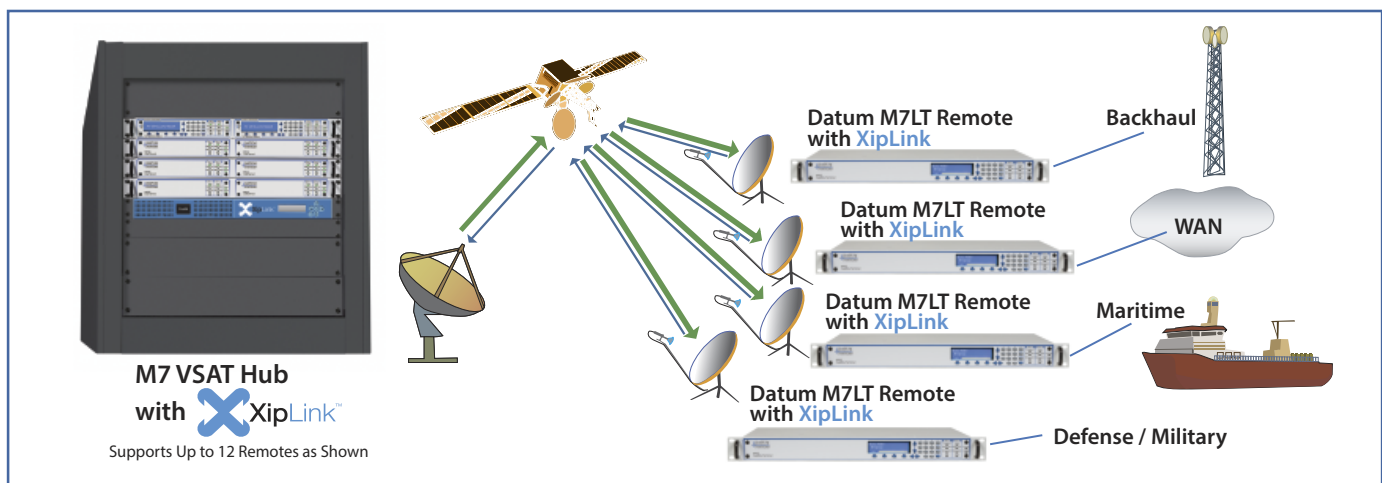 Datum M7LT Remote
with XipLink
Backhaul
Datum M7LT Remote
with XipLink
WAN
Datum M7LT Remote
with XipLink
Maritime
Datum M7LT Remote
with XipLink
Defense / Military
M7 VSAT Hub
with XipLink™
Supports Up to 12 Remotes as Shown
XipLink